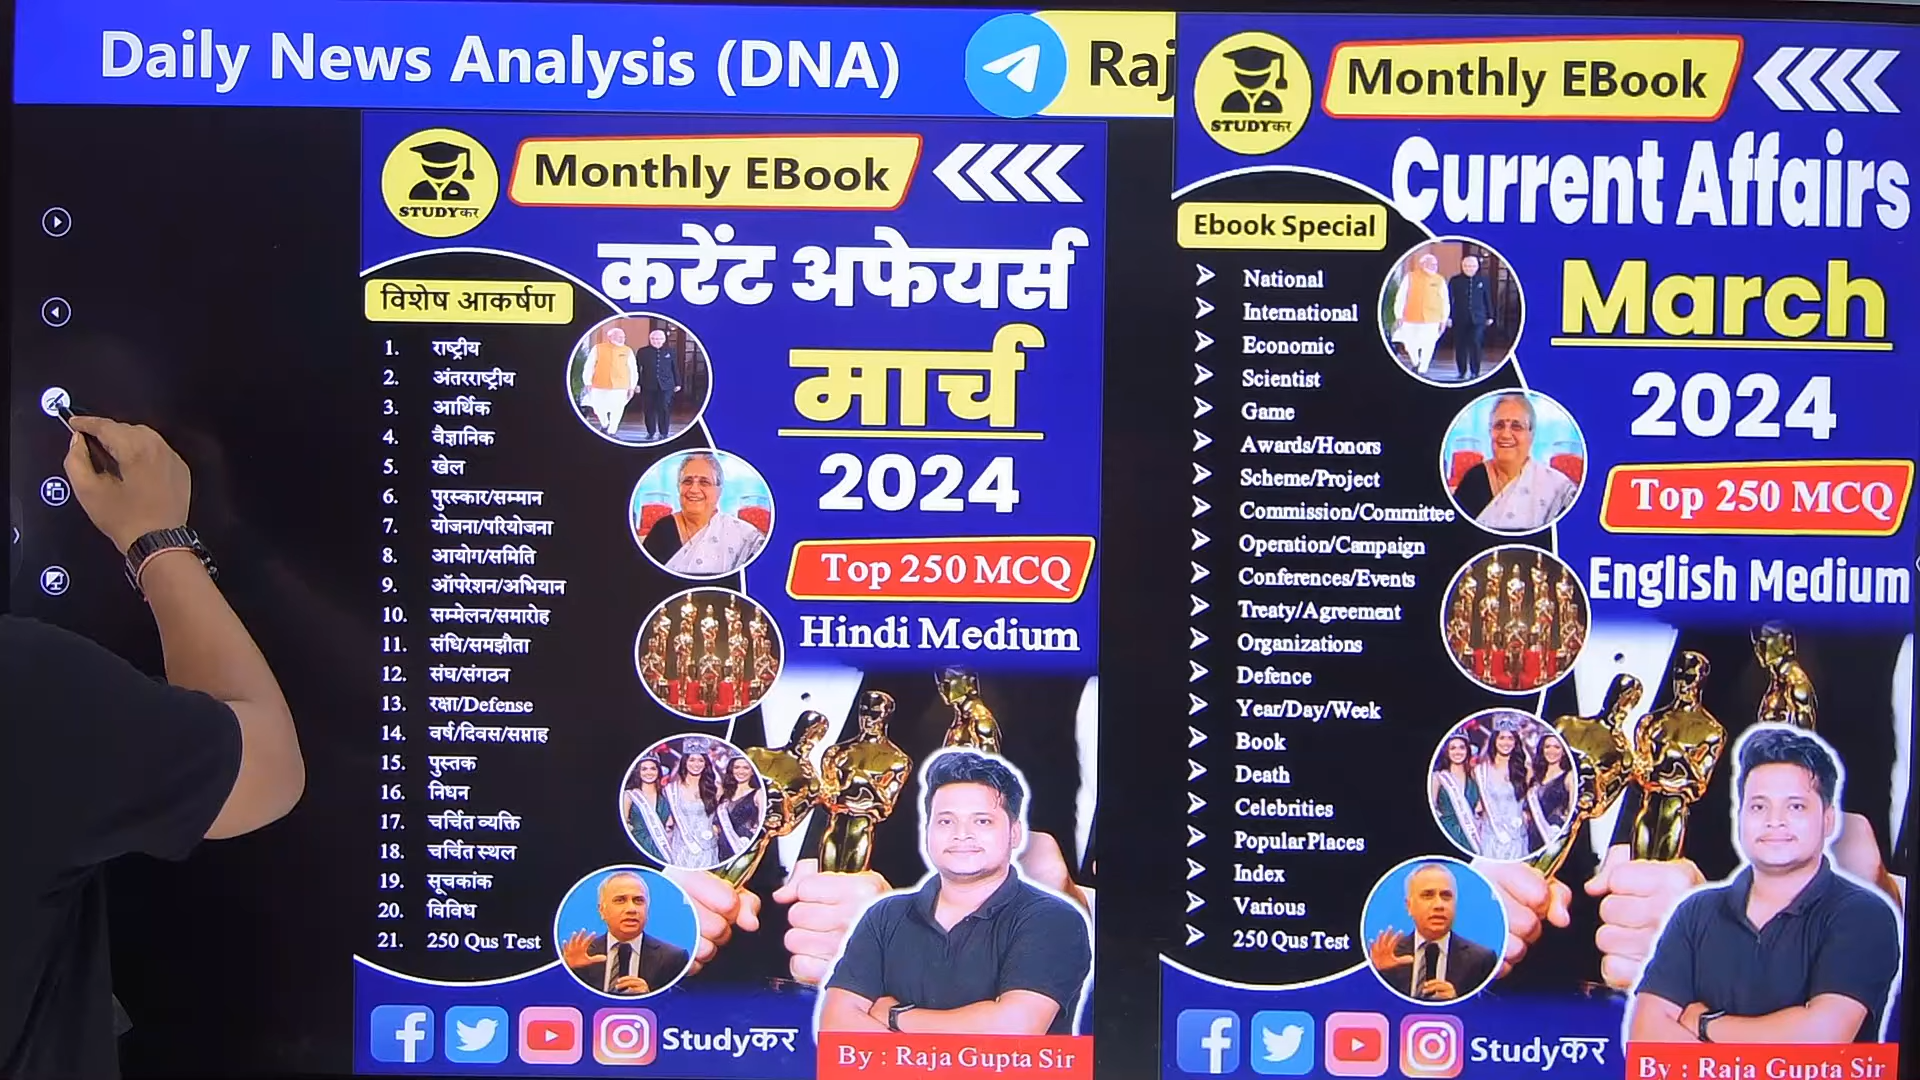 Daily News Analysis (DNA)
Raj
STUDYकर
Monthly EBook
करेंट अफेयर्स
विशेष आकर्षण
मार्च
2024
Top 250 MCQ
Hindi Medium
1. राष्ट्रीय
2. अंतरराष्ट्रीय
3. आर्थिक
4. वैज्ञानिक
5. खेल
6. पुरस्कार/सम्मान
7. योजना/परियोजना
8. आयोग/समिति
9. ऑपरेशन/अभियान
10. सम्मेलन/समारोह
11. संधि/समझौता
12. संघ/संगठन
13. रक्षा/Defense
14. वर्ष/दिवस/सप्ताह
15. पुस्तक
16. निधन
17. चर्चित व्यक्ति
18. चर्चित स्थल
19. सूचकांक
20. विविध
21. 250 Qus Test
Studyकर
By : Raja Gupta Sir
STUDYकर
Monthly EBook
Current Affairs
Ebook Special
March
2024
Top 250 MCQ
English Medium
National
International
Economic
Scientist
Game
Awards/Honors
Scheme/Project
Commission/Committee
Operation/Campaign
Conferences/Events
Treaty/Agreement
Organizations
Defence
Year/Day/Week
Book
Death
Celebrities
Popular Places
Index
Various
250 Qus Test
Studyकर
By : Raja Gupta Sir